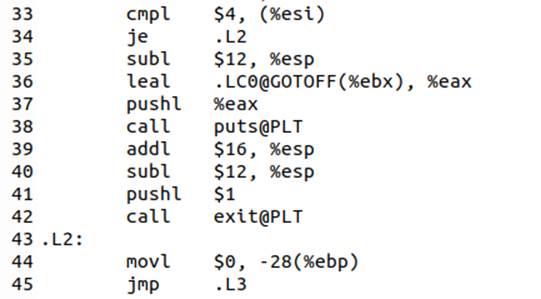 33 cmpl $4, (%esi)
34 je .L2
35 subl $12, %esp
36 leal .LC0@GOTOFF(%ebx), %eax
37 pushl %eax
38 call puts@PLT
39 addl $16, %esp
40 subl $12, %esp
41 pushl $1
42 call exit@PLT
43 .L2:
44 movl $0, -28(%ebp)
45 jmp .L3